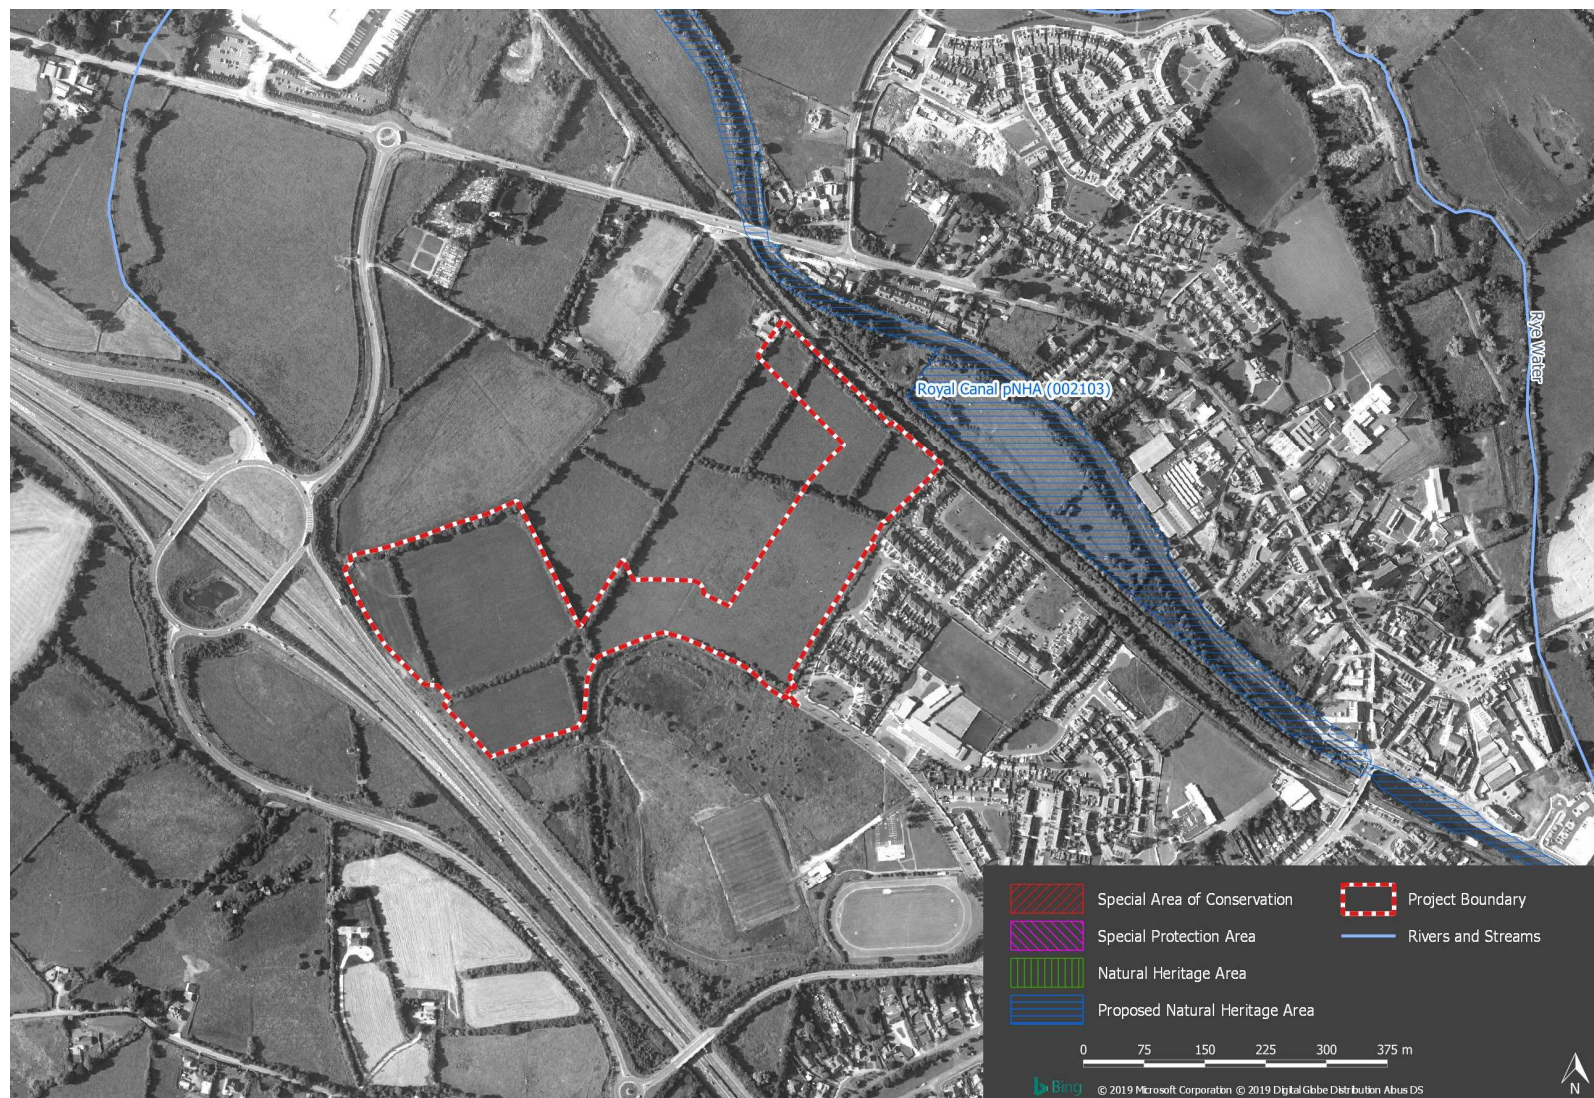 Royal Canal pNHA (002103)
Rye Water
Special Area of Conservation
Special Protection Area
Natural Heritage Area
Proposed Natural Heritage Area
Project Boundary
Rivers and Streams
0 75 150 225 300 375 m
Bing
© 2019 Microsoft Corporation © 2019 Digital Globe Distribution Abus DS
N